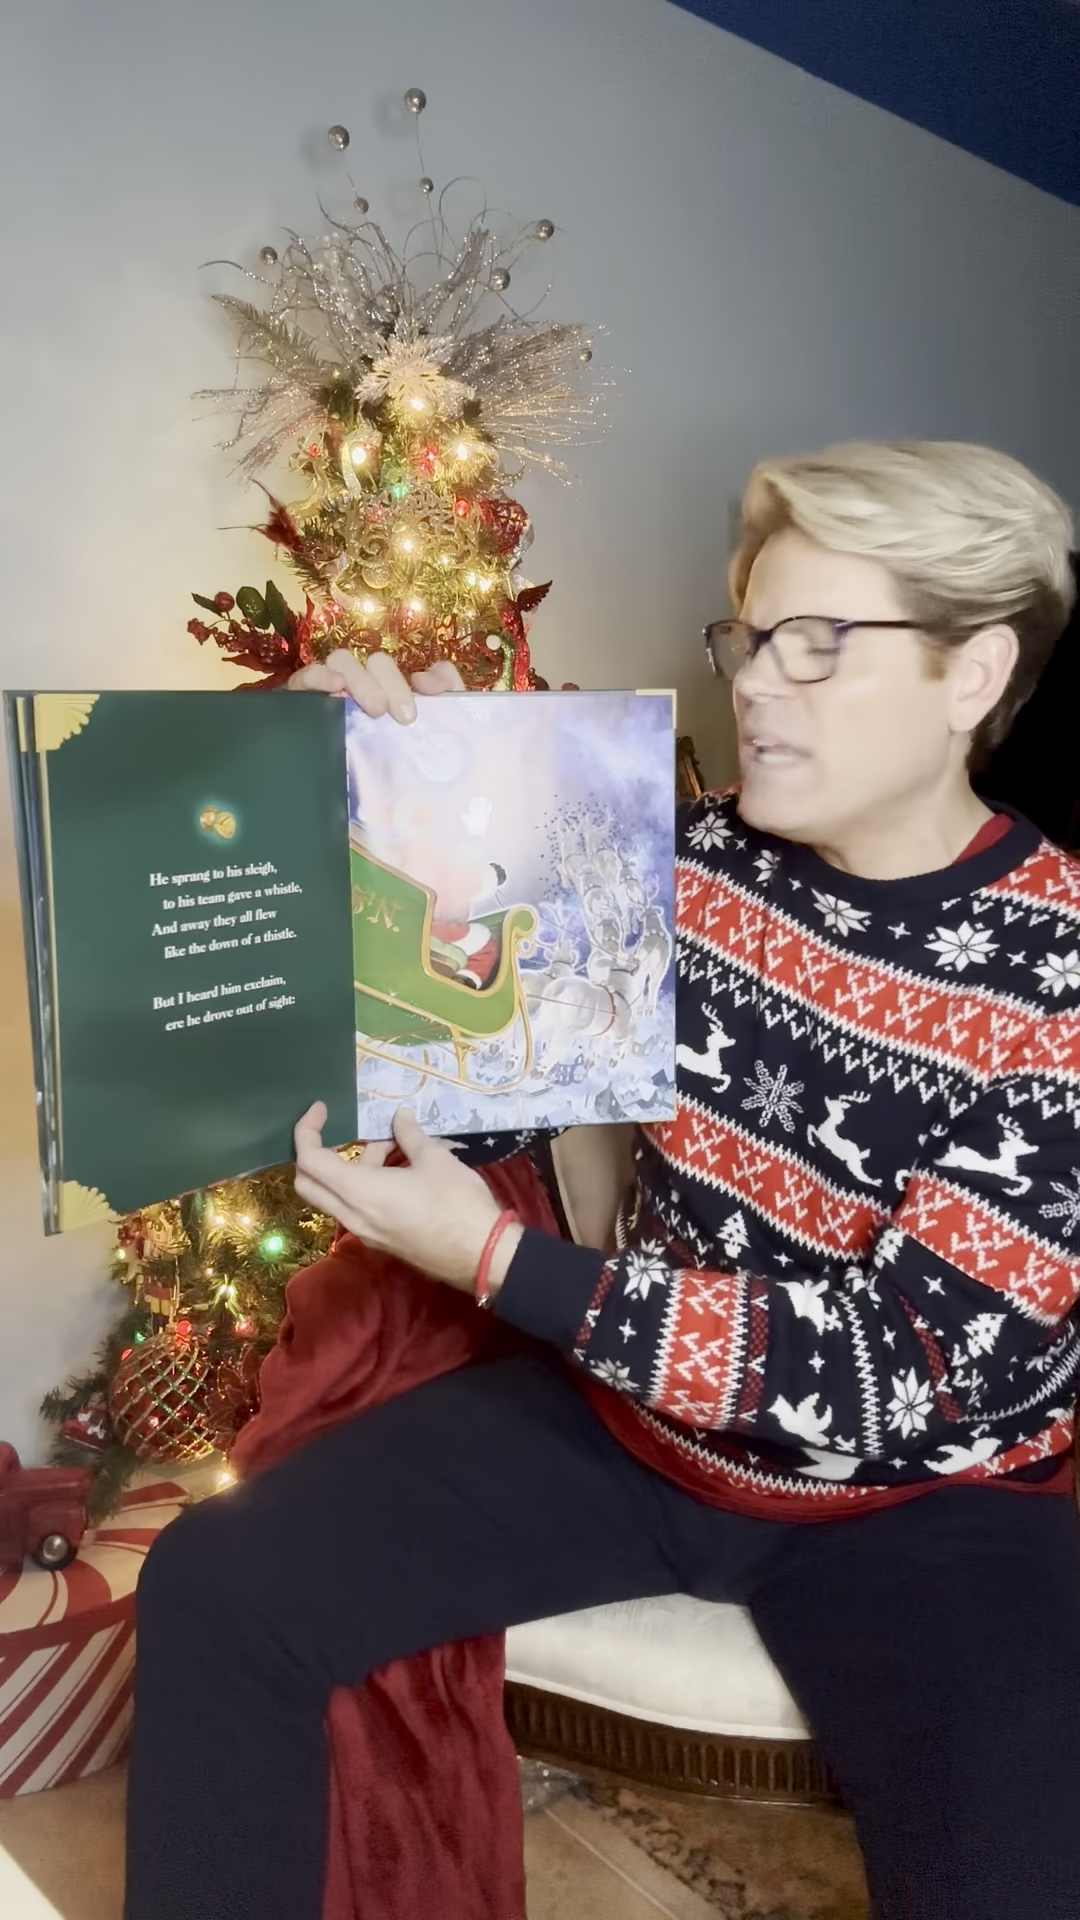 He sprang to his sleigh,
to his team gave a whistle,
And away they all flew
like the down of a thistle.
But I heard him exclaim,
ere he drove out of sight:
S.N.